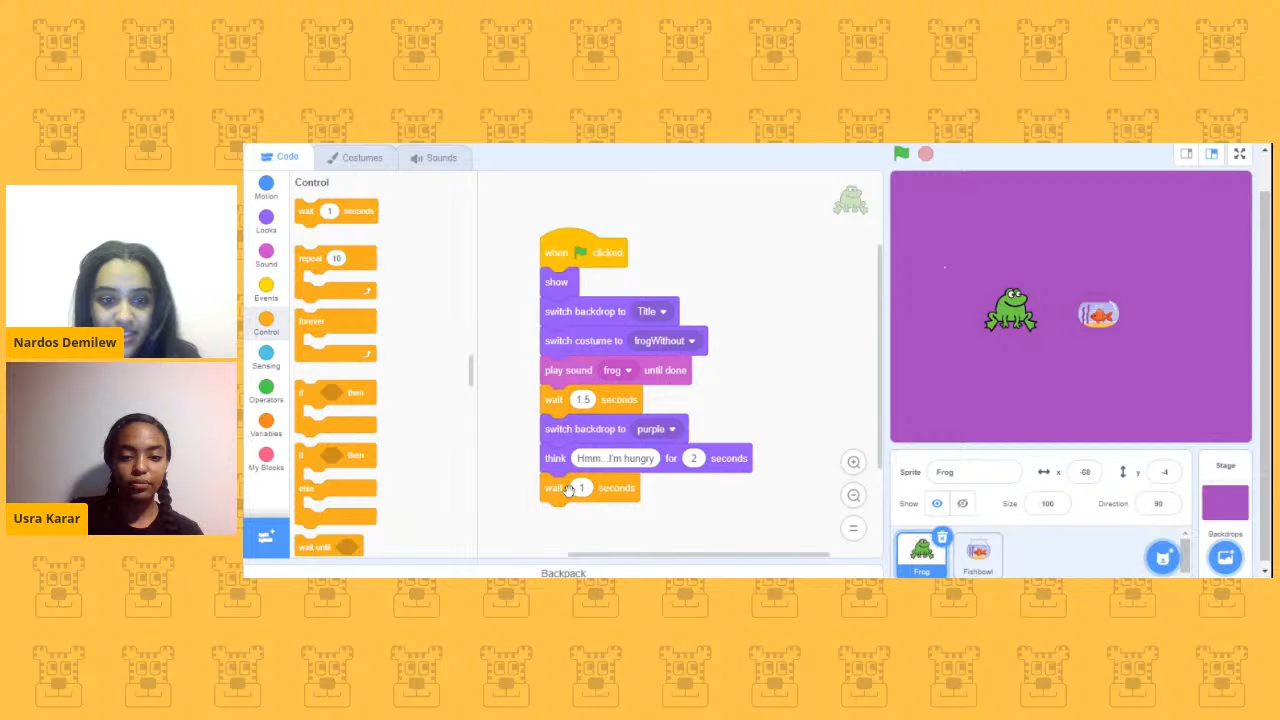 Code
Costumes
Sounds
Motion
Looks
Sound
Events
Control
Sensing
Operators
Variables
My Blocks
Control
wait 1 seconds
repeat 10
forever
if then
if then
else
wait until
when clicked
show
switch backdrop to Title
switch costume to frogWithout
play sound frog until done
wait 1.5 seconds
switch backdrop to purple
think Hmm...I'm hungry for 2 seconds
wait 1 seconds
Backpack
Sprite Frog x -68 y -4
Show Size 100 Direction 90
Frog
Fishbowl
Stage
Backdrops
Nardos Demilew
Usra Karar